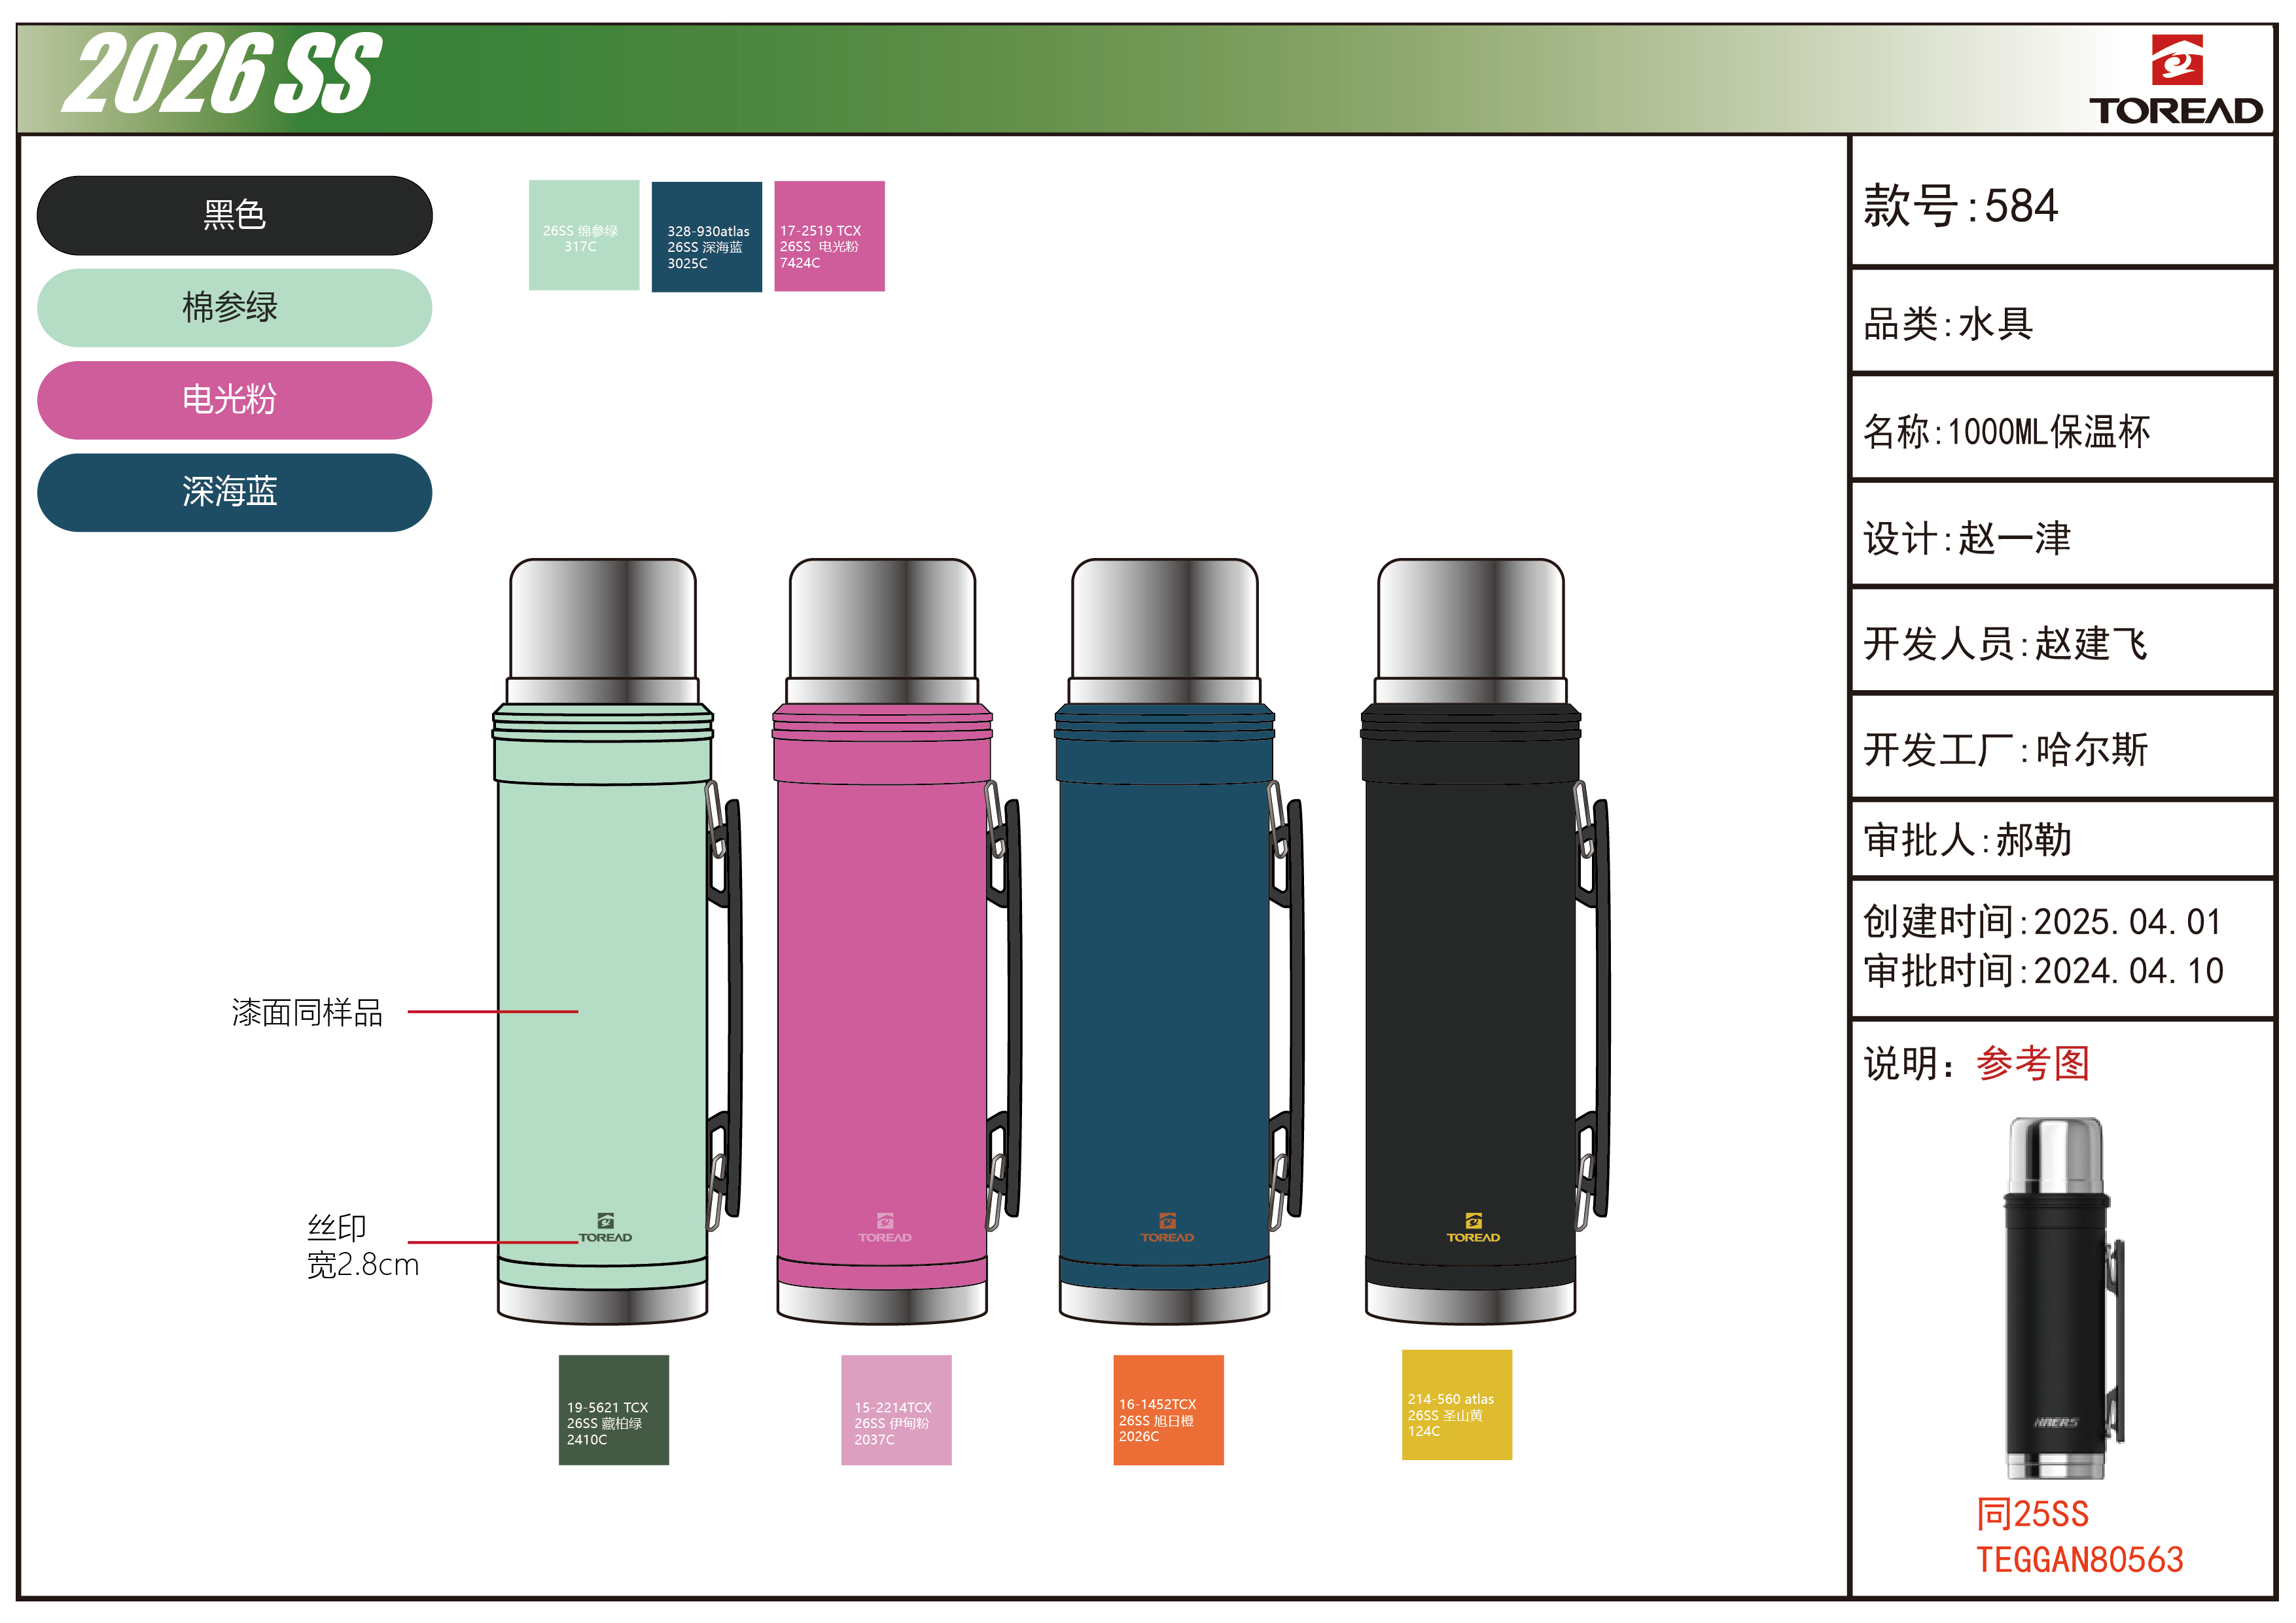 2026 SS
TOREAD
黑色
棉参绿
电光粉
深海蓝
26SS 绵参绿
317C
328-930atlas
26SS 深海蓝
3025C
17-2519 TCX
26SS 电光粉
7424C
漆面同样品
丝印
宽2.8cm
TOREAD
TOREAD
TOREAD
TOREAD
19-5621 TCX
26SS 藏柏绿
2410C
15-2214TCX
26SS 伊甸粉
2037C
16-1452TCX
26SS 旭日橙
2026C
214-560 atlas
26SS 圣山黄
124C
款号:584
品类:水具
名称:1000ML保温杯
设计:赵一津
开发人员:赵建飞
开发工厂:哈尔斯
审批人:郝勒
创建时间:2025.04.01
审批时间:2024.04.10
说明：参考图
HAERS
同25SS
TEGGAN80563